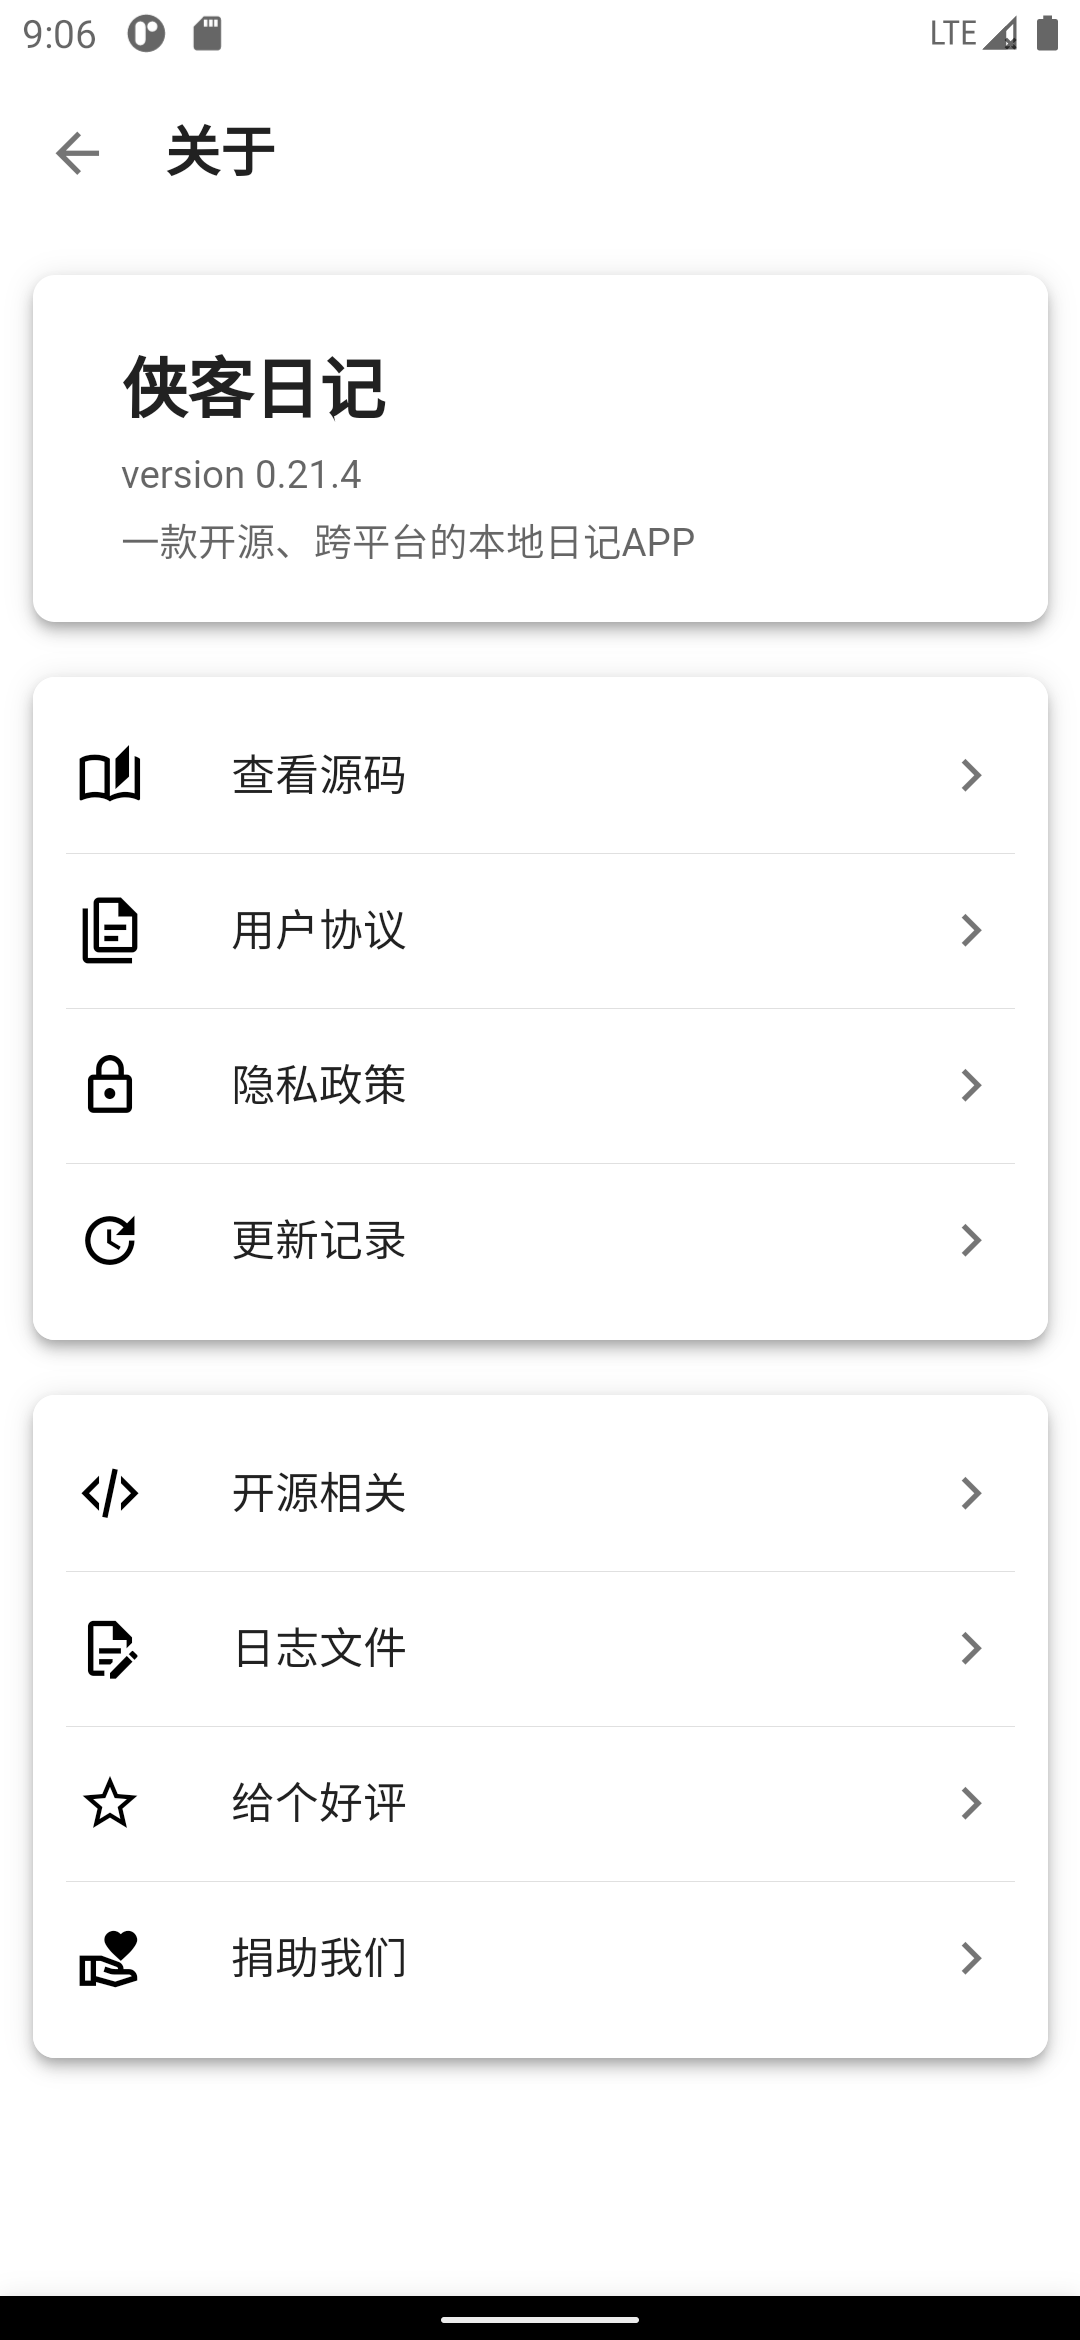 9:06
LTE
关于
侠客日记
version 0.21.4
一款开源、跨平台的本地日记APP
查看源码
用户协议
隐私政策
更新记录
开源相关
日志文件
给个好评
捐助我们